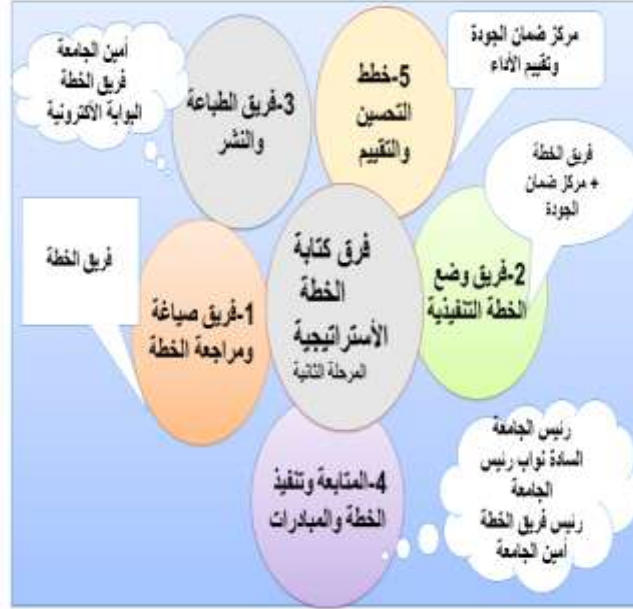 مركز ضمان الجودة
وتقييم الأداء
5-خطط
التحسين
والتقييم
3-فريق الطباعة
والنشر
أمين الجامعة
فريق الخطة
البوابة الألكترونية
فريق الخطة
+ مركز ضمان
الجودة
2-فريق وضع
الخطة التنفيذية
فرق كتابة
الخطة
الأستراتيجية
المرحلة الثانية
1-فريق صياغة
ومراجعة الخطة
فريق الخطة
4-المتابعة وتنفيذ
الخطة والمبادرات
رئيس الجامعة
السادة نواب رئيس
الجامعة
رئيس فريق الخطة
أمين الجامعة